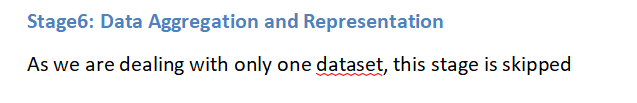 Stage6: Data Aggregation and Representation
As we are dealing with only one dataset, this stage is skipped